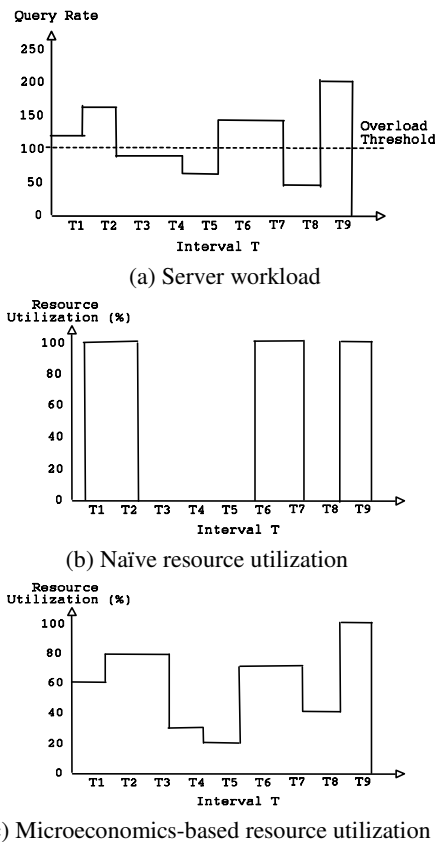 Query Rate
250
200
150
100
50
0
Overload
Threshold
T1 T2 T3 T4 T5 T6 T7 T8 T9
Interval T
(a) Server workload
Resource
Utilization (%)
100
80
60
40
20
0
T1 T2 T3 T4 T5 T6 T7 T8 T9
Interval T
(b) Naïve resource utilization
Resource
Utilization (%)
100
80
60
40
20
0
T1 T2 T3 T4 T5 T6 T7 T8 T9
Interval T
) Microeconomics-based resource utilization